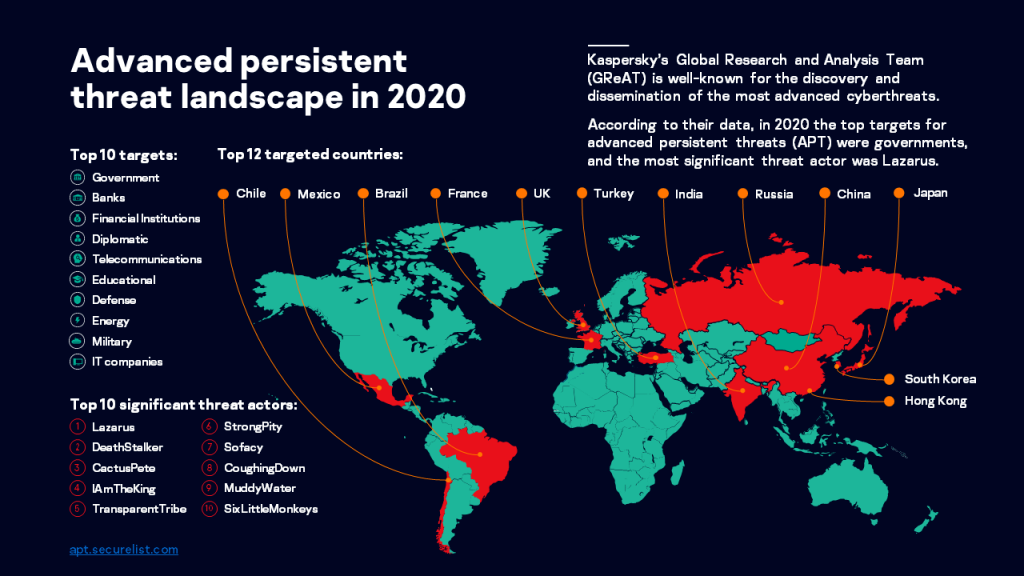 Advanced persistent
threat landscape in 2020
Kaspersky's Global Research and Analysis Team
(GReAT) is well-known for the discovery and
dissemination of the most advanced cyberthreats.
According to their data, in 2020 the top targets for
advanced persistent threats (APT) were governments,
and the most significant threat actor was Lazarus.
Top 10 targets:
Government
Banks
Financial Institutions
Diplomatic
Telecommunications
Educational
Defense
Energy
Military
IT companies
Top 12 targeted countries:
Chile
Mexico
Brazil
France
UK
Turkey
India
Russia
China
Japan
South Korea
Hong Kong
Top 10 significant threat actors:
1 Lazarus
2 DeathStalker
3 CactusPete
4 IAmTheKing
5 TransparentTribe
6 StrongPity
7 Sofacy
8 CoughingDown
9 MuddyWater
10 SixLittleMonkeys
apt.securelist.com